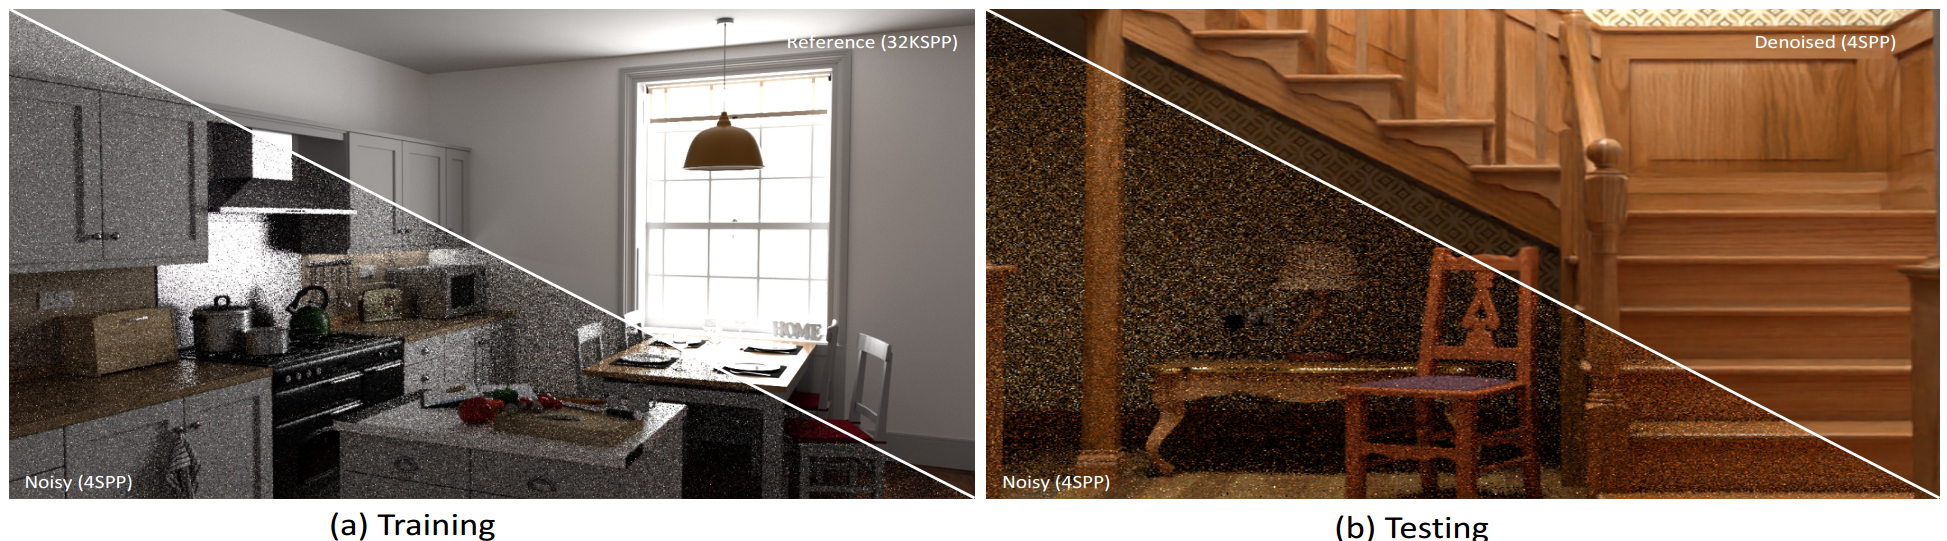 Reference (32KSPP)
HOME
Noisy (4SPP)
(a) Training
Denoised (4SPP)
Noisy (4SPP)
(b) Testing